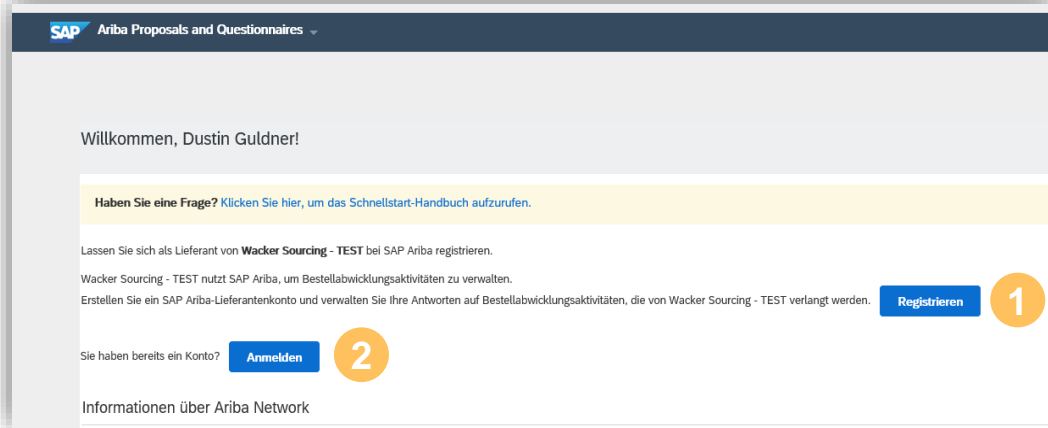 SAP Ariba Proposals and Questionnaires
Willkommen, Dustin Guldner!
Haben Sie eine Frage? Klicken Sie hier, um das Schnellstart-Handbuch aufzurufen.
Lassen Sie sich als Lieferant von Wacker Sourcing - TEST bei SAP Ariba registrieren.
Wacker Sourcing - TEST nutzt SAP Ariba, um Bestellabwicklungsaktivitäten zu verwalten.
Erstellen Sie ein SAP Ariba-Lieferantenkonto und verwalten Sie Ihre Antworten auf Bestellabwicklungsaktivitäten, die von Wacker Sourcing - TEST verlangt werden. Registrieren 1
Sie haben bereits ein Konto? Anmelden 2
Informationen über Ariba Network